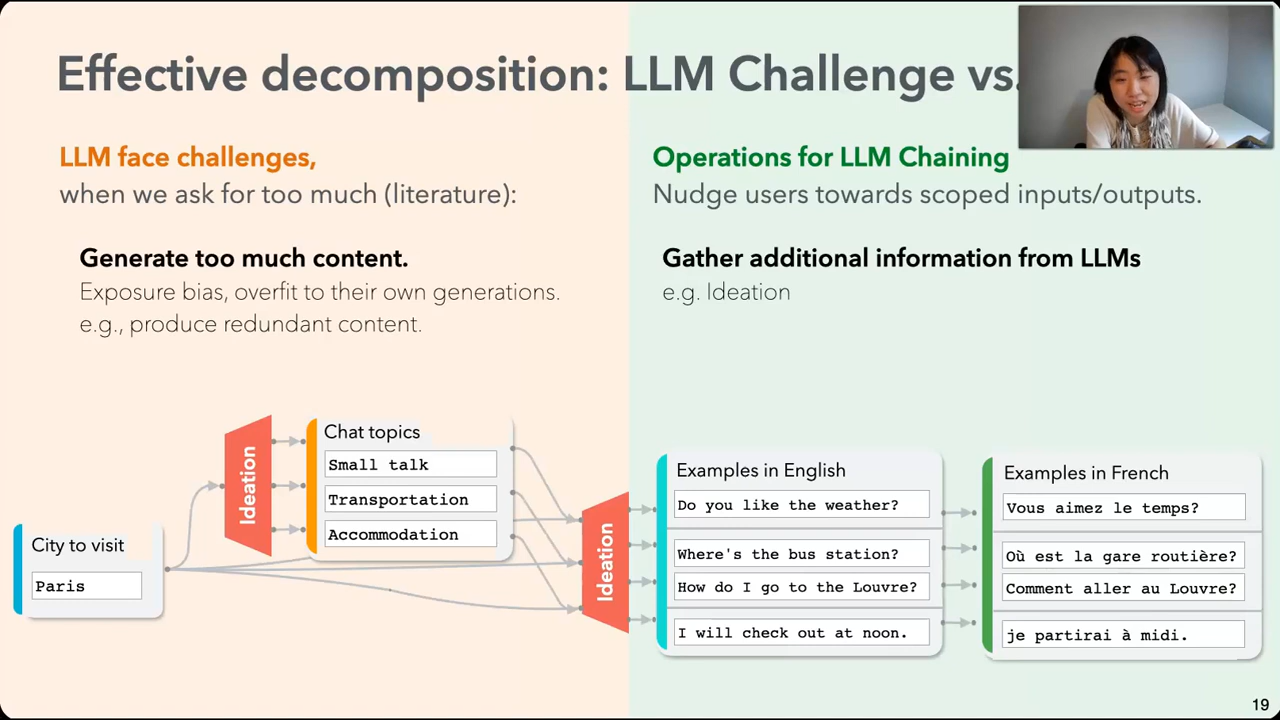 Effective decomposition: LLM Challenge vs.
LLM face challenges,
when we ask for too much (literature):
Generate too much content.
Exposure bias, overfit to their own generations.
e.g., produce redundant content.
Operations for LLM Chaining
Nudge users towards scoped inputs/outputs.
Gather additional information from LLMs
e.g. Ideation
City to visit
Paris
Ideation
Chat topics
Small talk
Transportation
Accommodation
Ideation
Examples in English
Do you like the weather?
Where's the bus station?
How do I go to the Louvre?
I will check out at noon.
Examples in French
Vous aimez le temps?
Où est la gare routière?
Comment aller au Louvre?
je partirai à midi.
19